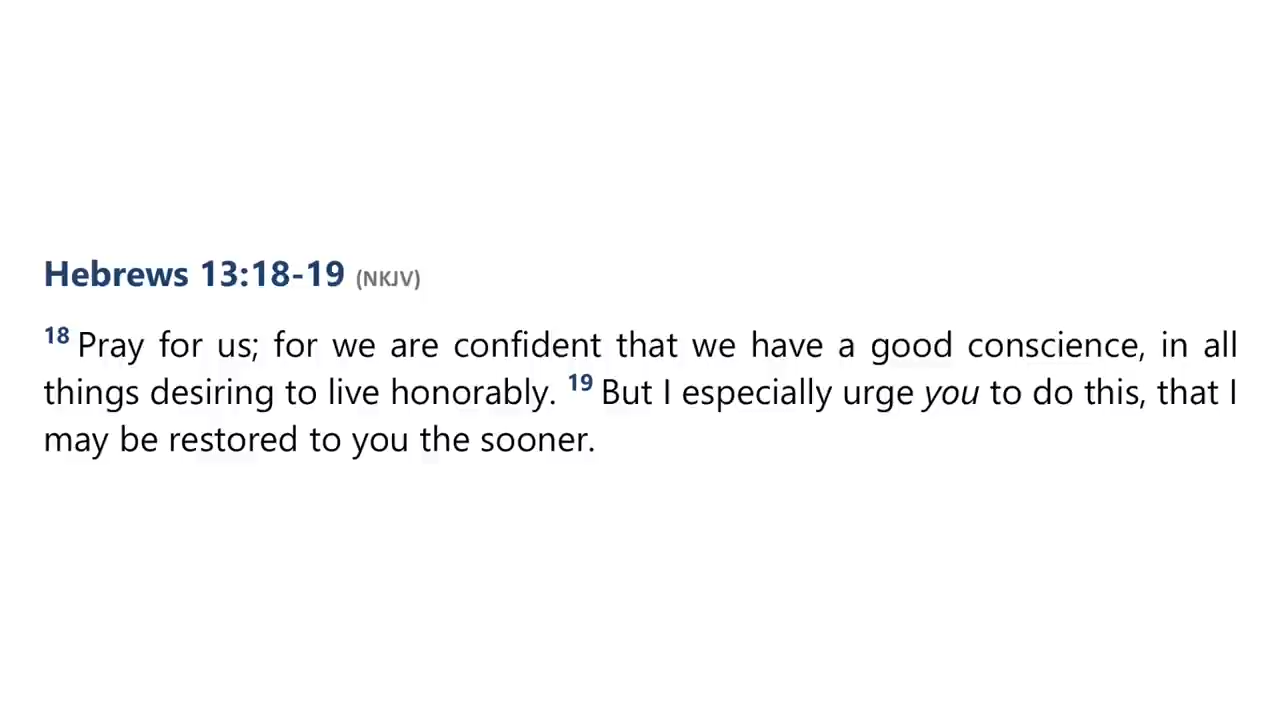 Hebrews 13:18-19 (NKJV)
18 Pray for us; for we are confident that we have a good conscience, in all
things desiring to live honorably. 19 But I especially urge you to do this, that I
may be restored to you the sooner.